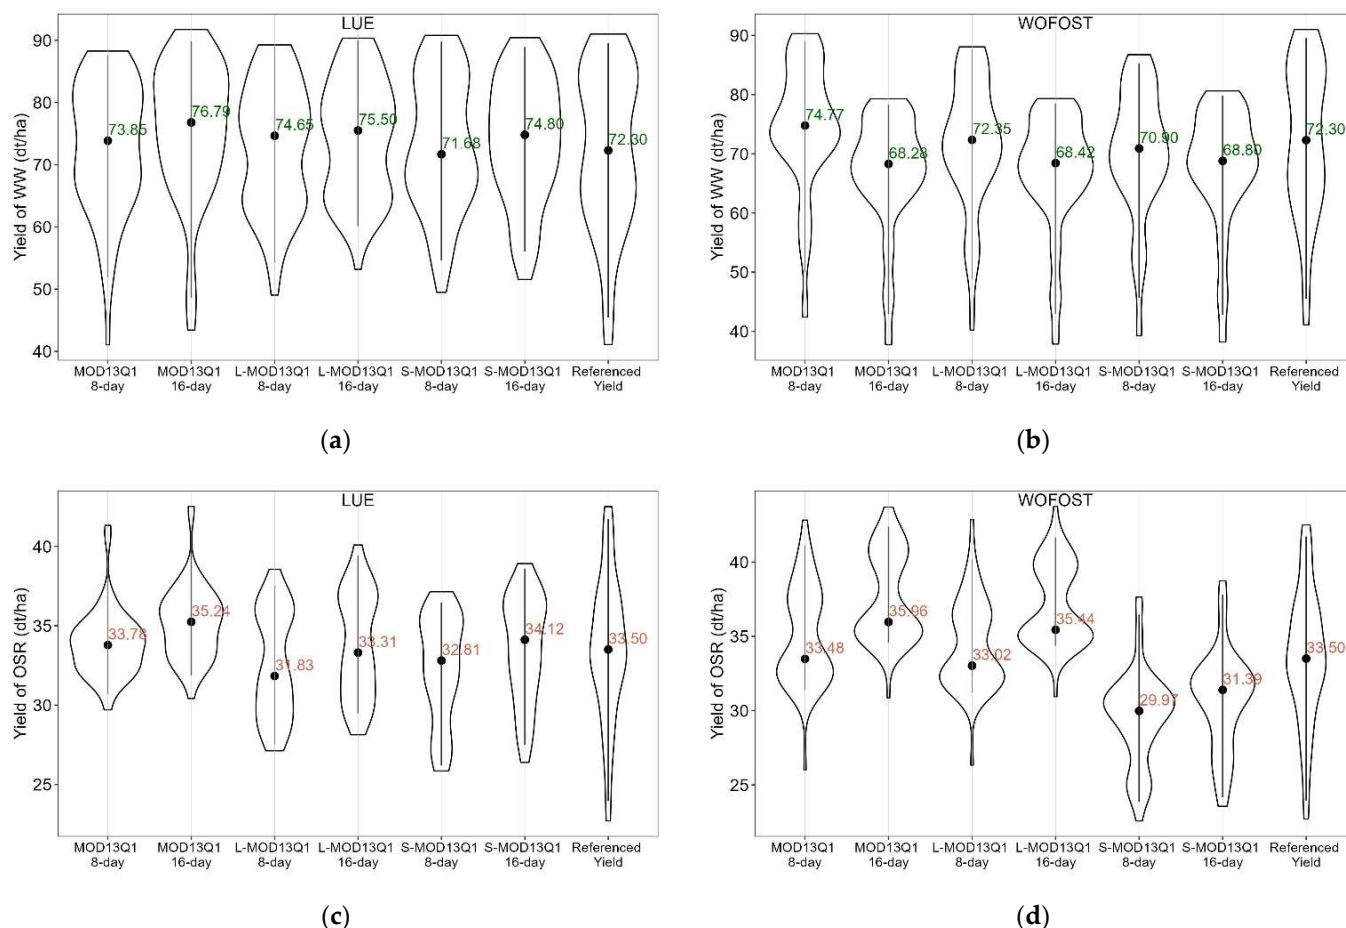 LUE
Yield of WW (dt/ha)
90
80
70
60
50
40
73.85
76.79
74.65
75.50
71.68
74.80
72.30
MOD13Q1 MOD13Q1 L-MOD13Q1 L-MOD13Q1 S-MOD13Q1 S-MOD13Q1 Referenced
8-day 16-day 8-day 16-day 8-day 16-day Yield
(a)
WOFOST
Yield of WW (dt/ha)
90
80
70
60
50
40
74.77
68.28
72.35
68.42
70.90
68.80
72.30
MOD13Q1 MOD13Q1 L-MOD13Q1 L-MOD13Q1 S-MOD13Q1 S-MOD13Q1 Referenced
8-day 16-day 8-day 16-day 8-day 16-day Yield
(b)
LUE
Yield of OSR (dt/ha)
40
35
30
25
33.78
35.24
31.83
33.31
32.81
34.12
33.50
MOD13Q1 MOD13Q1 L-MOD13Q1 L-MOD13Q1 S-MOD13Q1 S-MOD13Q1 Referenced
8-day 16-day 8-day 16-day 8-day 16-day Yield
(c)
WOFOST
Yield of OSR (dt/ha)
40
35
30
25
33.48
35.96
33.02
35.44
29.97
31.39
33.50
MOD13Q1 MOD13Q1 L-MOD13Q1 L-MOD13Q1 S-MOD13Q1 S-MOD13Q1 Referenced
8-day 16-day 8-day 16-day 8-day 16-day Yield
(d)